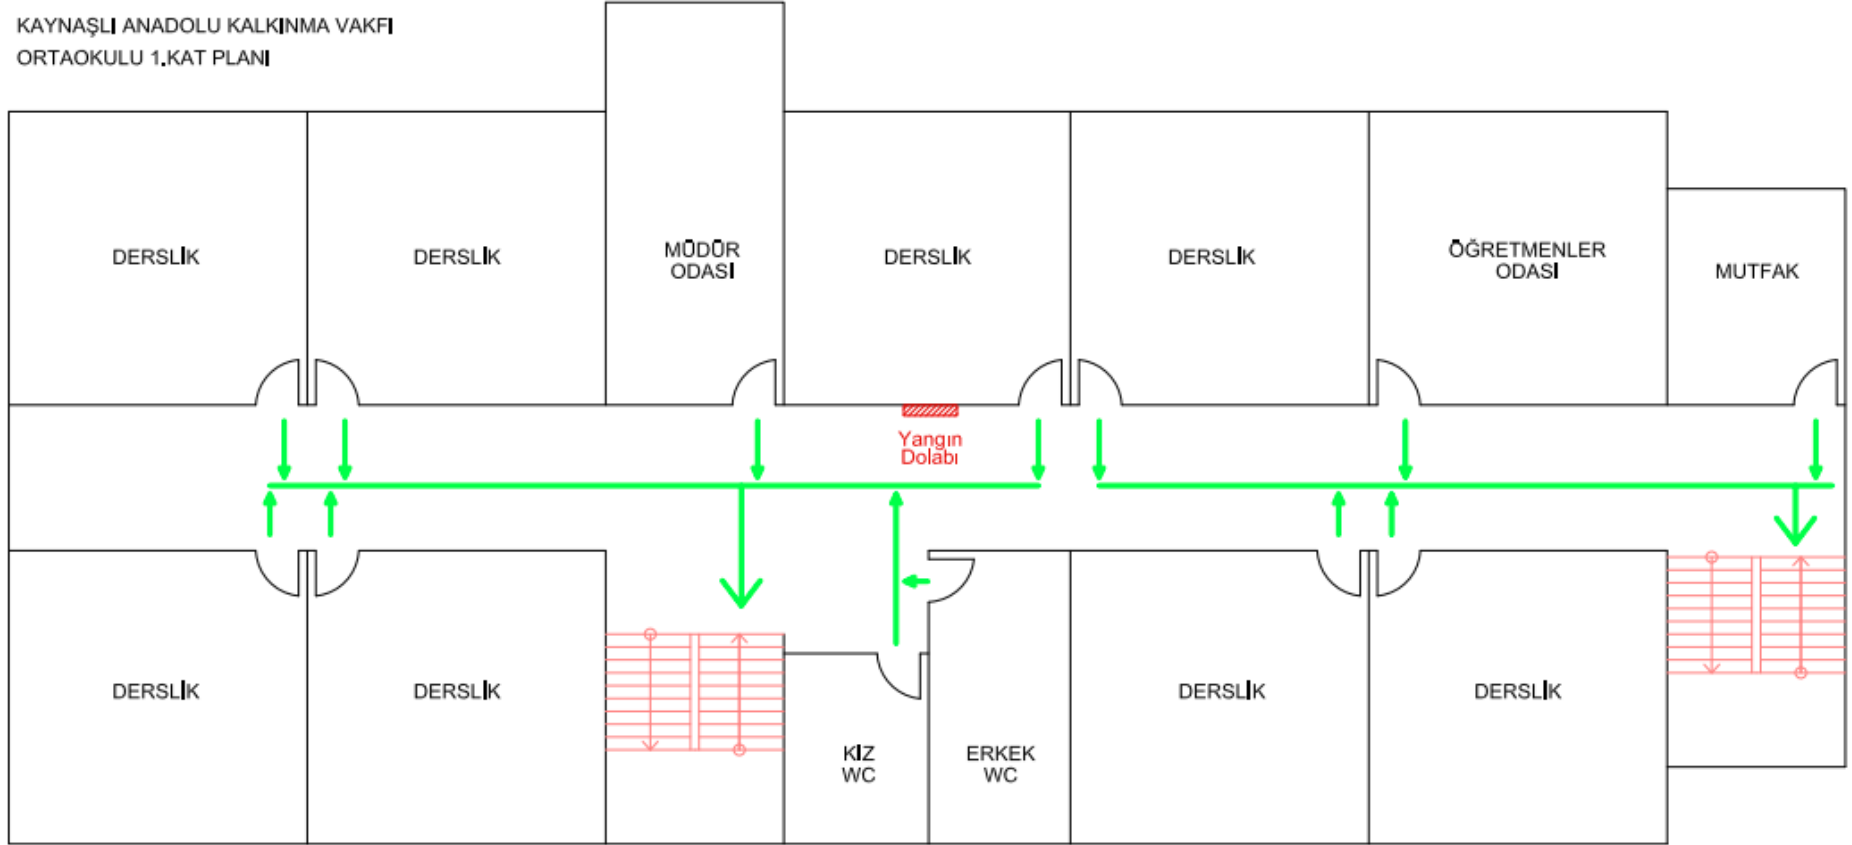 KAYNAŞLI ANADOLU KALKINMA VAKFI
ORTAOKULU 1.KAT PLANI
DERSLİK
DERSLİK
MÜDÜR
ODASI
DERSLİK
DERSLİK
ÖĞRETMENLER
ODASI
MUTFAK
Yangın
Dolabı
DERSLİK
DERSLİK
KIZ
WC
ERKEK
WC
DERSLİK
DERSLİK